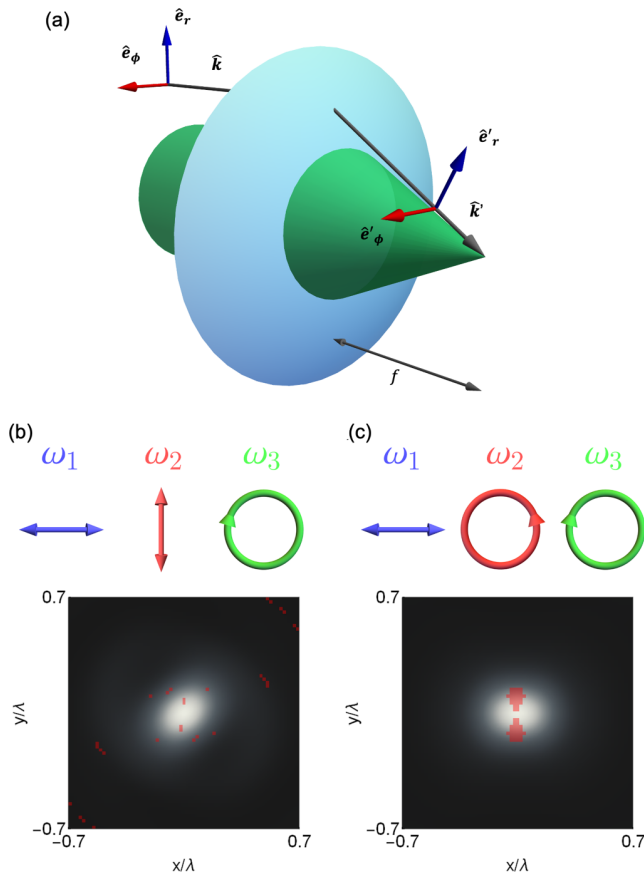 (a)
ê_r
ê_ϕ
k̂
ê'_r
k̂'
ê'_ϕ
f
(b)
(c)
ω₁ ω₂ ω₃
ω₁ ω₂ ω₃
0.7
y/λ
−0.7
−0.7 0.7
x/λ
0.7
y/λ
−0.7
−0.7 0.7
x/λ